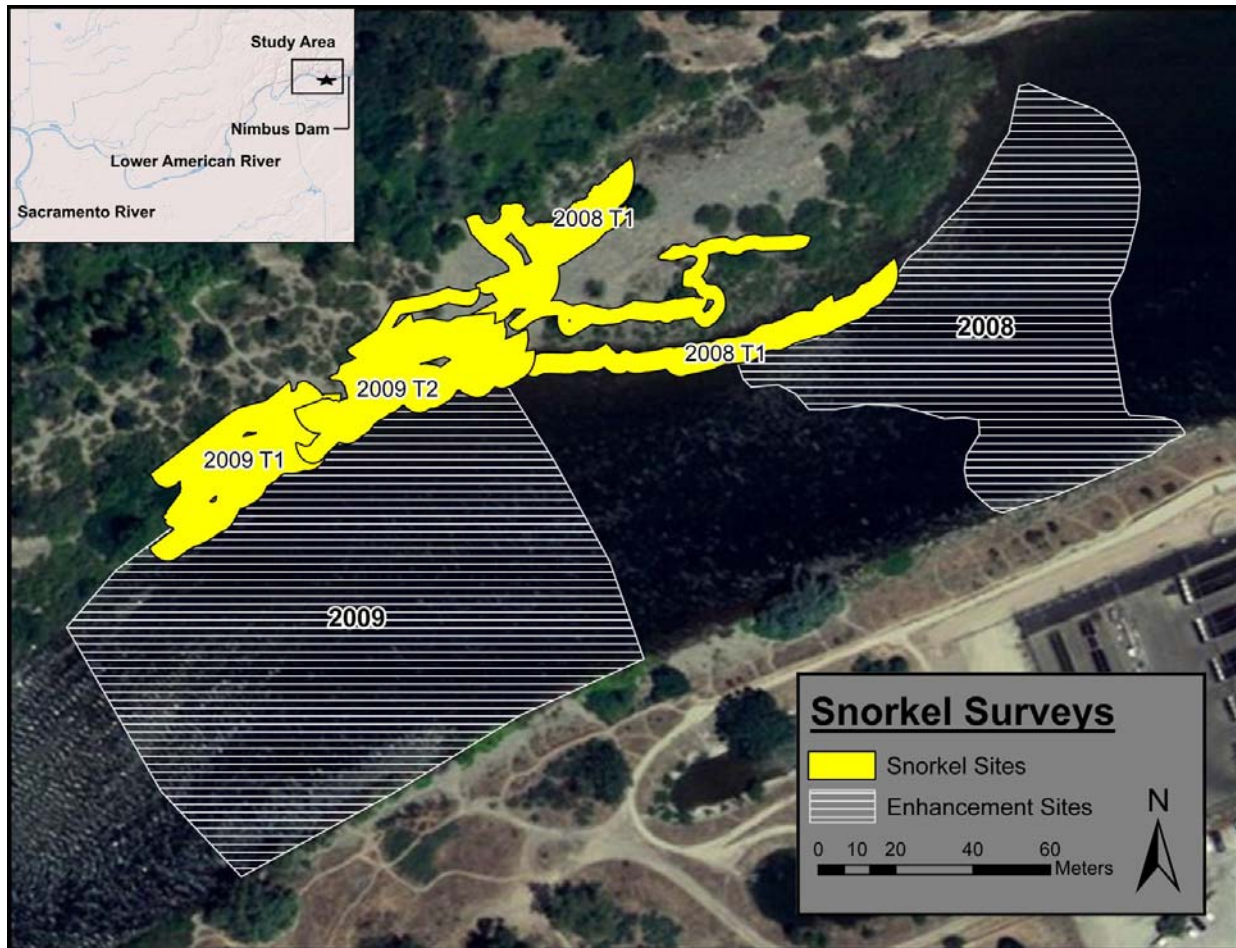 Study Area
Nimbus Dam
Lower American River
Sacramento River
2008 T1
2008
2008 T1
2009 T2
2009 T1
2009
Snorkel Surveys
Snorkel Sites
Enhancement Sites
N
0 10 20 40 60
Meters